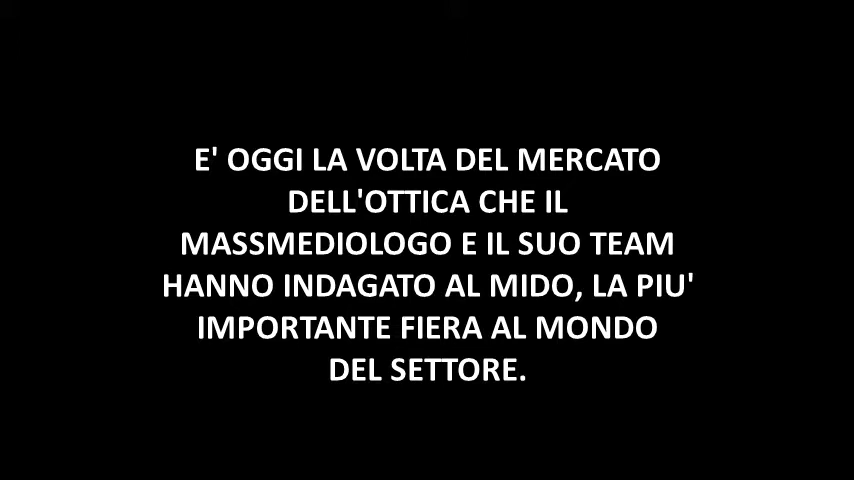 E' OGGI LA VOLTA DEL MERCATO
DELL'OTTICA CHE IL
MASSMEDIOLOGO E IL SUO TEAM
HANNO INDAGATO AL MIDO, LA PIU'
IMPORTANTE FIERA AL MONDO
DEL SETTORE.